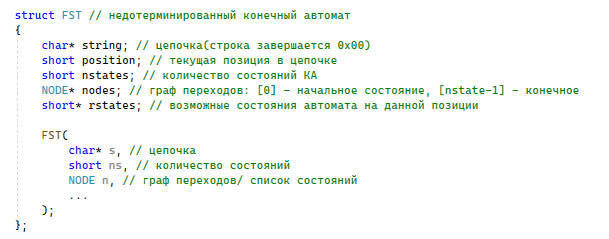 struct FST // недотерминированный конечный автомат
{
char* string; // цепочка(строка завершается 0x00)
short position; // текущая позиция в цепочке
short nstates; // количество состояний КА
NODE* nodes; // граф переходов: [0] - начальное состояние, [nstate-1] - конечное
short* rstates; // возможные состояния автомата на данной позиции
FST(
char* s, // цепочка
short ns, // количество состояний
NODE n, // граф переходов/ список состояний
...
);
};